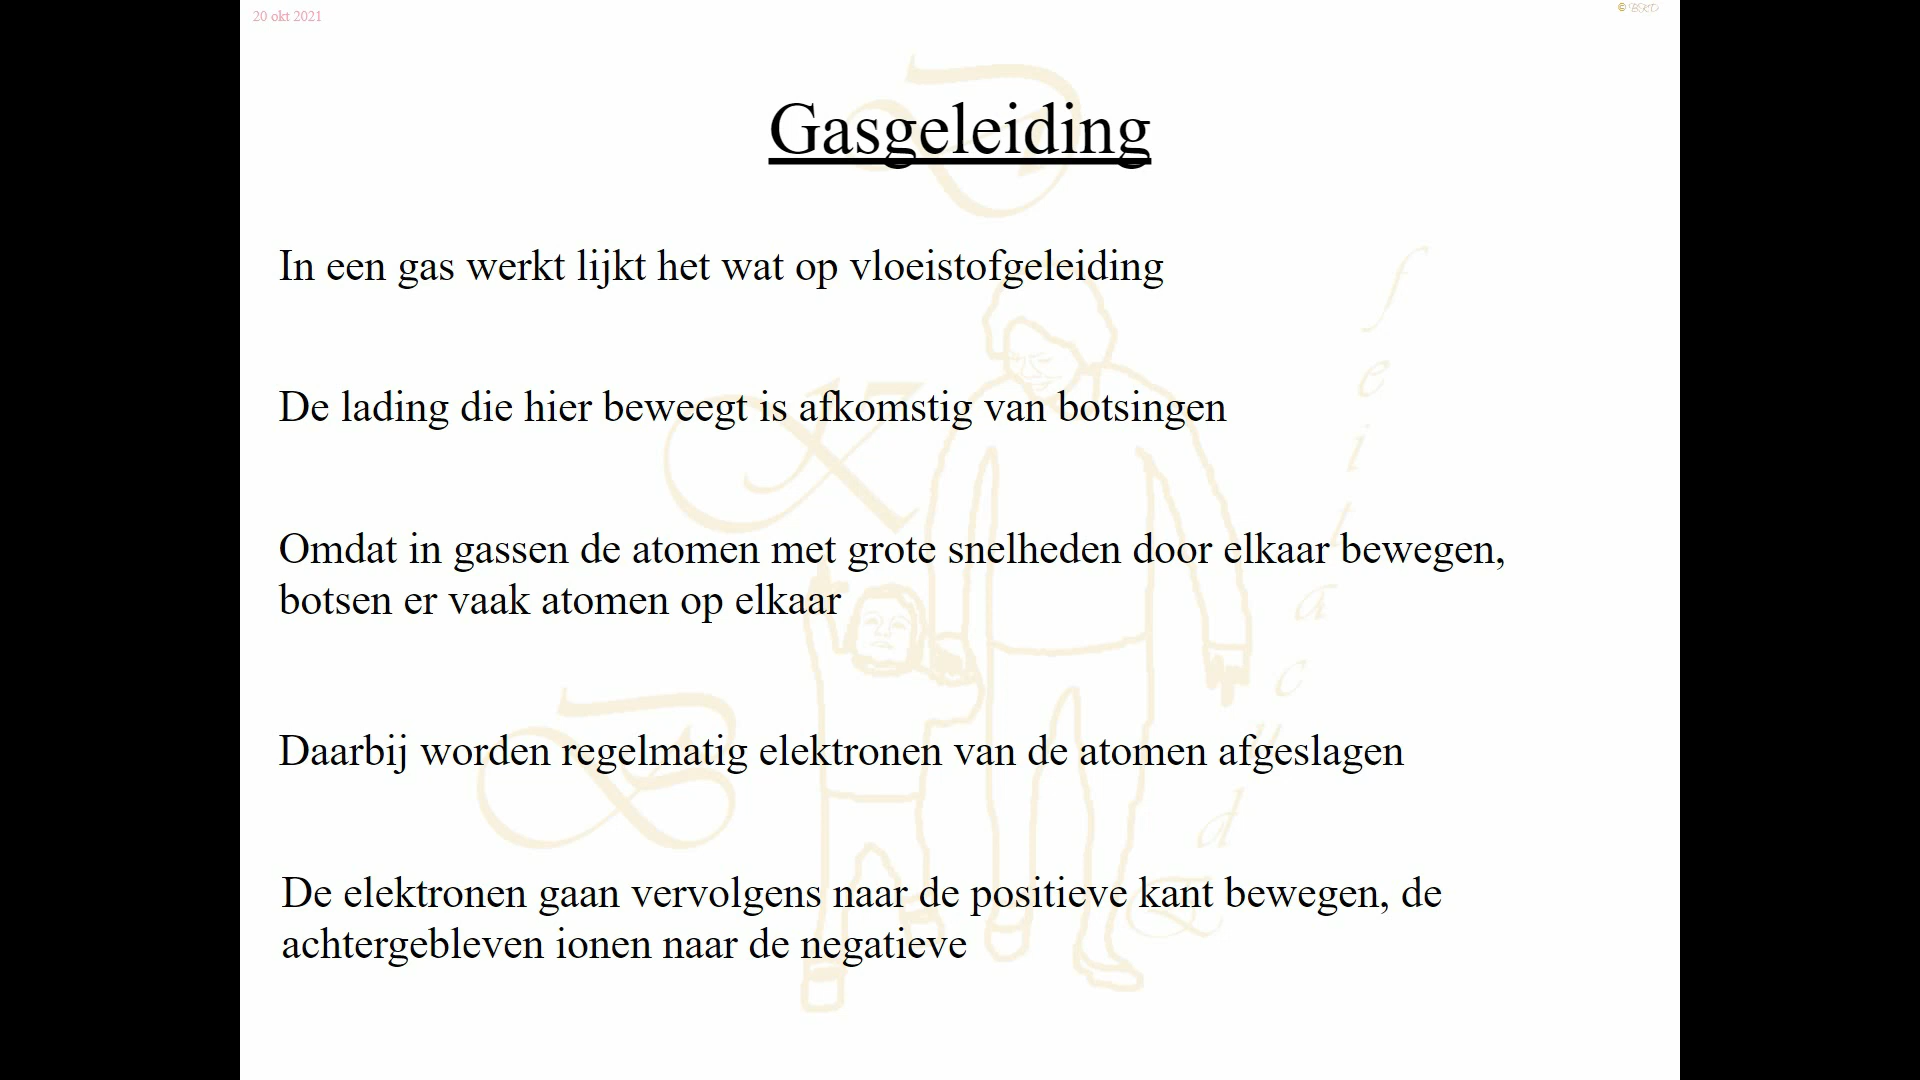 20 okt 2021
© BKD
Gasgeleiding
In een gas werkt lijkt het wat op vloeistofgeleiding
De lading die hier beweegt is afkomstig van botsingen
Omdat in gassen de atomen met grote snelheden door elkaar bewegen,
botsen er vaak atomen op elkaar
Daarbij worden regelmatig elektronen van de atomen afgeslagen
De elektronen gaan vervolgens naar de positieve kant bewegen, de
achtergebleven ionen naar de negatieve